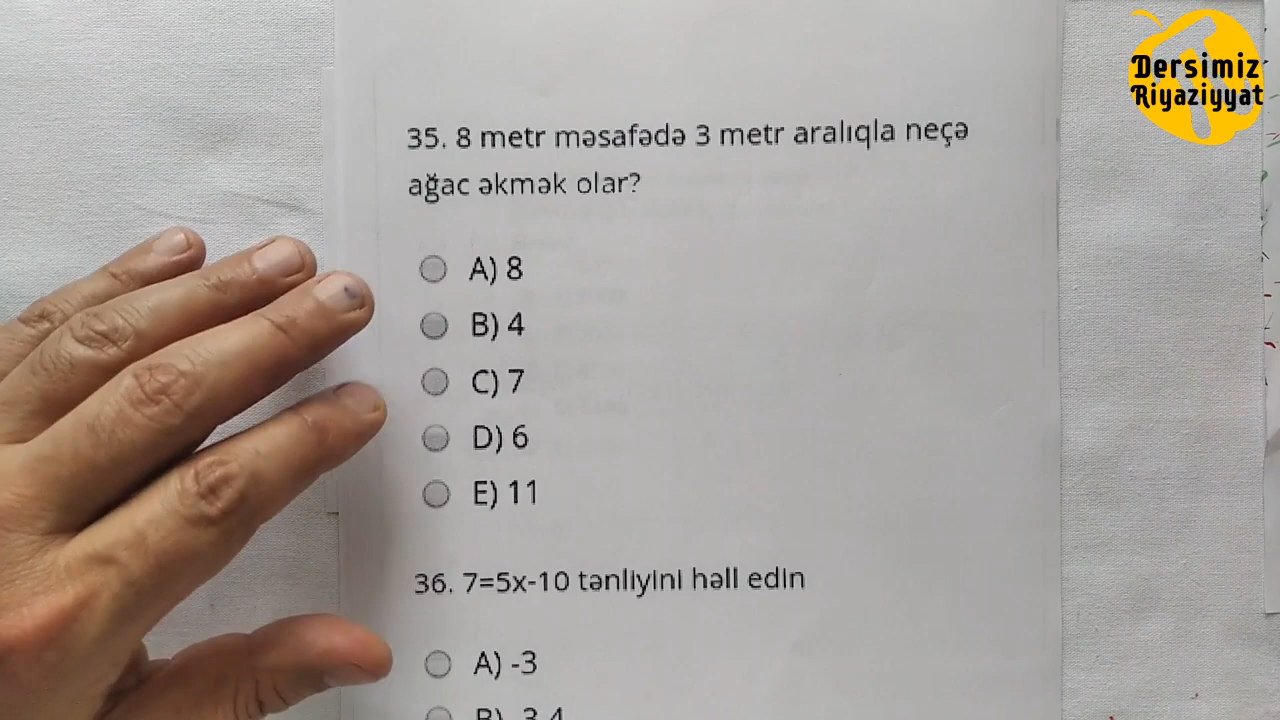 Dersimiz
Riyaziyyat
35. 8 metr məsafədə 3 metr aralıqla neçə
ağac əkmək olar?
A) 8
B) 4
C) 7
D) 6
E) 11
36. 7=5x-10 tənliyini həll edin
A) -3